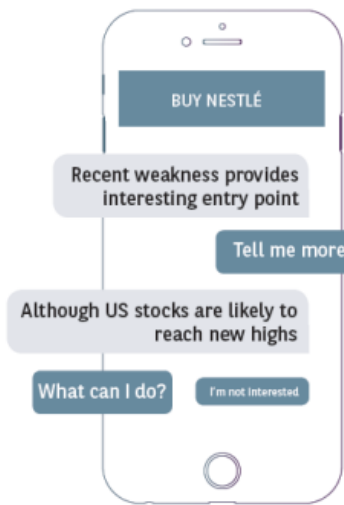 BUY NESTLÉ
Recent weakness provides
interesting entry point
Tell me more
Although US stocks are likely to
reach new highs
What can I do?
I'm not interested